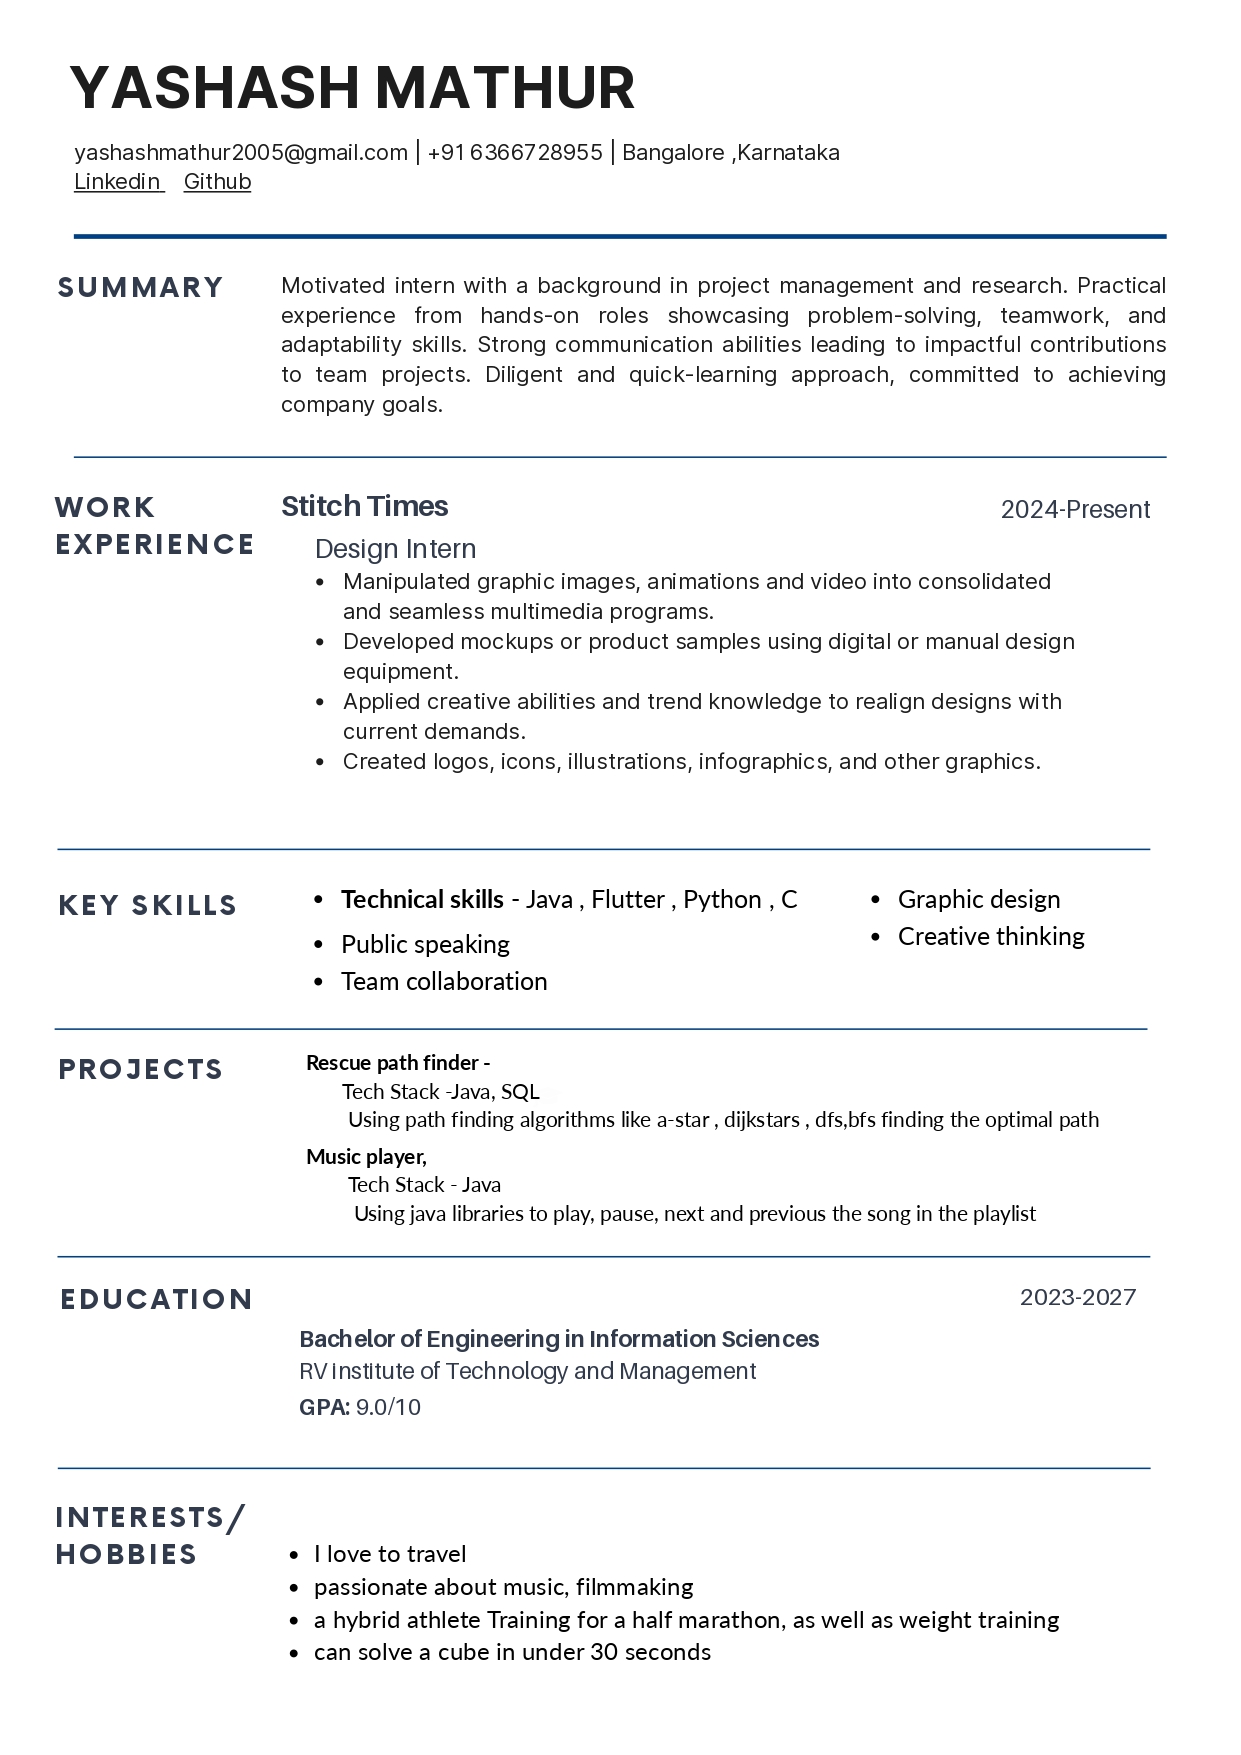 YASHASH MATHUR
yashashmathur2005@gmail.com | +91 6366728955 | Bangalore ,Karnataka
Linkedin Github
SUMMARY
Motivated intern with a background in project management and research. Practical
experience from hands-on roles showcasing problem-solving, teamwork, and
adaptability skills. Strong communication abilities leading to impactful contributions
to team projects. Diligent and quick-learning approach, committed to achieving
company goals.
WORK
EXPERIENCE
Stitch Times
2024-Present
Design Intern
• Manipulated graphic images, animations and video into consolidated
and seamless multimedia programs.
• Developed mockups or product samples using digital or manual design
equipment.
• Applied creative abilities and trend knowledge to realign designs with
current demands.
• Created logos, icons, illustrations, infographics, and other graphics.
KEY SKILLS
• Technical skills - Java , Flutter , Python , C
• Public speaking
• Team collaboration
• Graphic design
• Creative thinking
PROJECTS
Rescue path finder -
Tech Stack -Java, SQL
Using path finding algorithms like a-star , dijkstars , dfs,bfs finding the optimal path
Music player,
Tech Stack - Java
Using java libraries to play, pause, next and previous the song in the playlist
EDUCATION
2023-2027
Bachelor of Engineering in Information Sciences
RV institute of Technology and Management
GPA: 9.0/10
INTERESTS/
HOBBIES
• I love to travel
• passionate about music, filmmaking
• a hybrid athlete Training for a half marathon, as well as weight training
• can solve a cube in under 30 seconds